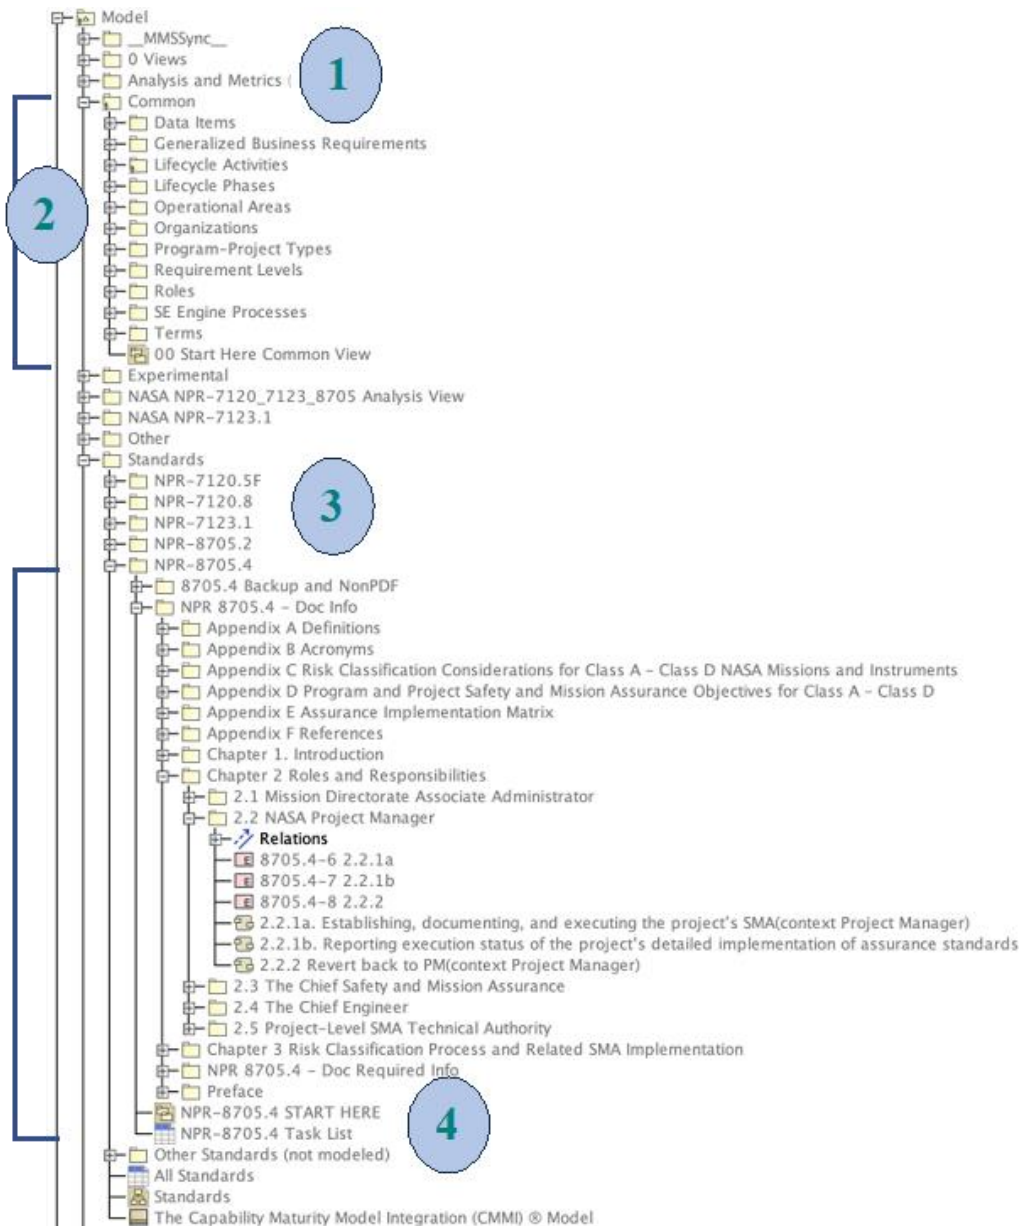 Model
__MMSSync__
0 Views
Analysis and Metrics (
1
Common
Data Items
Generalized Business Requirements
Lifecycle Activities
Lifecycle Phases
2
Operational Areas
Organizations
Program-Project Types
Requirement Levels
Roles
SE Engine Processes
Terms
00 Start Here Common View
Experimental
NASA NPR-7120_7123_8705 Analysis View
NASA NPR-7123.1
Other
Standards
NPR-7120.5F
NPR-7120.8
3
NPR-7123.1
NPR-8705.2
NPR-8705.4
8705.4 Backup and NonPDF
NPR 8705.4 - Doc Info
Appendix A Definitions
Appendix B Acronyms
Appendix C Risk Classification Considerations for Class A - Class D NASA Missions and Instruments
Appendix D Program and Project Safety and Mission Assurance Objectives for Class A - Class D
Appendix E Assurance Implementation Matrix
Appendix F References
Chapter 1. Introduction
Chapter 2 Roles and Responsibilities
2.1 Mission Directorate Associate Administrator
2.2 NASA Project Manager
Relations
E 8705.4-6 2.2.1a
E 8705.4-7 2.2.1b
E 8705.4-8 2.2.2
2.2.1a. Establishing, documenting, and executing the project's SMA(context Project Manager)
2.2.1b. Reporting execution status of the project's detailed implementation of assurance standards
2.2.2 Revert back to PM(context Project Manager)
2.3 The Chief Safety and Mission Assurance
2.4 The Chief Engineer
2.5 Project-Level SMA Technical Authority
Chapter 3 Risk Classification Process and Related SMA Implementation
NPR 8705.4 - Doc Required Info
Preface
NPR-8705.4 START HERE
4
NPR-8705.4 Task List
Other Standards (not modeled)
All Standards
Standards
The Capability Maturity Model Integration (CMMI) ® Model